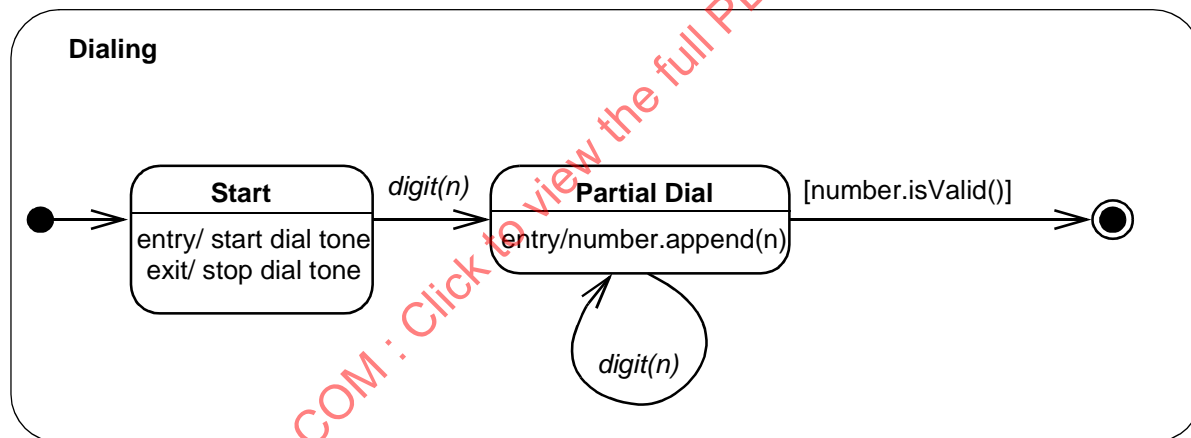 Dialing
Start
entry/ start dial tone
exit/ stop dial tone
digit(n)
Partial Dial
entry/number.append(n)
digit(n)
[number.isValid()]
COM : Click to view the full